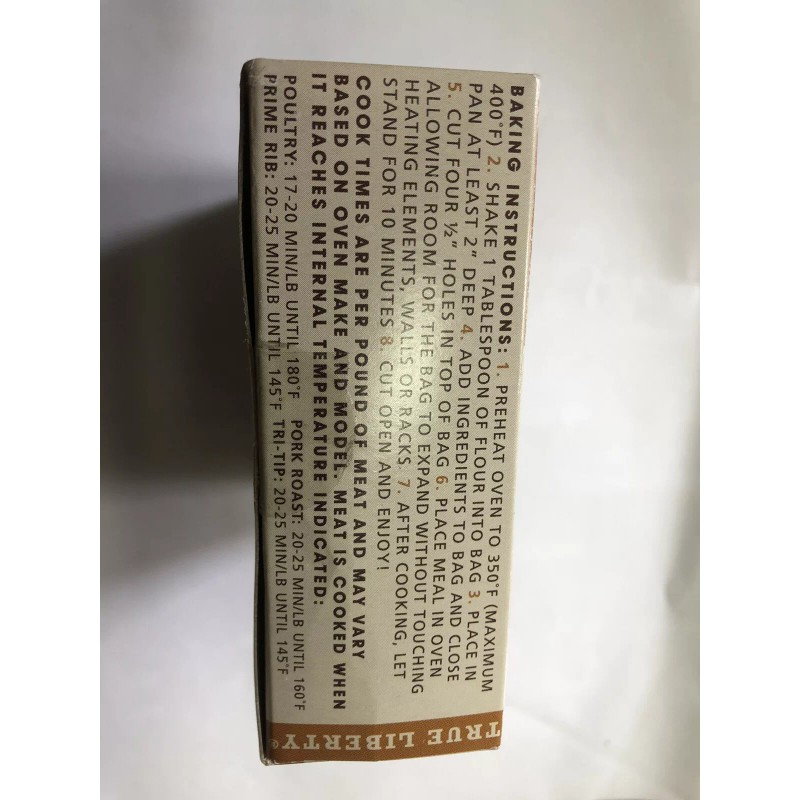 BAKING INSTRUCTIONS: 1. PREHEAT OVEN TO 350°F (MAXIMUM
400°F) 2. SHAKE 1 TABLESPOON OF FLOUR INTO BAG 3. PLACE IN
PAN AT LEAST 2" DEEP 4. ADD INGREDIENTS TO BAG AND CLOSE
5. CUT FOUR ½" HOLES IN TOP OF BAG 6. PLACE MEAL IN OVEN
ALLOWING ROOM FOR THE BAG TO EXPAND WITHOUT TOUCHING
HEATING ELEMENTS, WALLS OR RACKS 7. AFTER COOKING, LET
STAND FOR 10 MINUTES 8. CUT OPEN AND ENJOY!
COOK TIMES ARE PER POUND OF MEAT AND MAY VARY
BASED ON OVEN MAKE AND MODEL. MEAT IS COOKED WHEN
IT REACHES INTERNAL TEMPERATURE INDICATED:
POULTRY: 17-20 MIN/LB UNTIL 180°F PORK ROAST: 20-25 MIN/LB UNTIL 160°F
PRIME RIB: 20-25 MIN/LB UNTIL 145°F TRI-TIP: 20-25 MIN/LB UNTIL 145°F
TRUE LIBERTY®